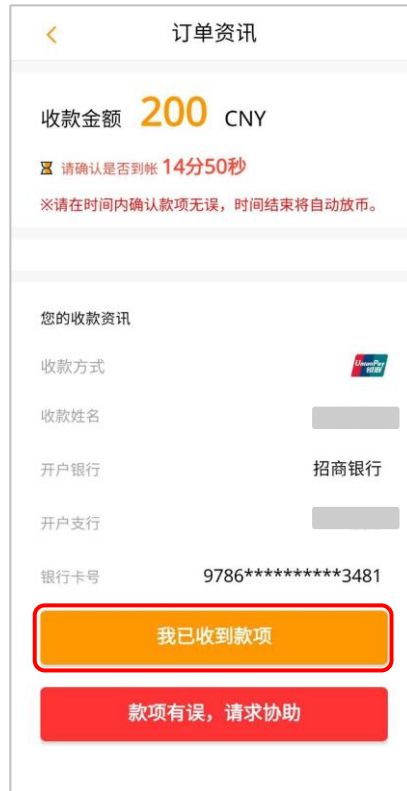 订单资讯
收款金额 200 CNY
请确认是否到帐 14分50秒
※请在时间内确认款项无误，时间结束将自动放币。
您的收款资讯
收款方式 UnionPay 银联
收款姓名
开户银行 招商银行
开户支行
银行卡号 9786**********3481
我已收到款项
款项有误，请求协助